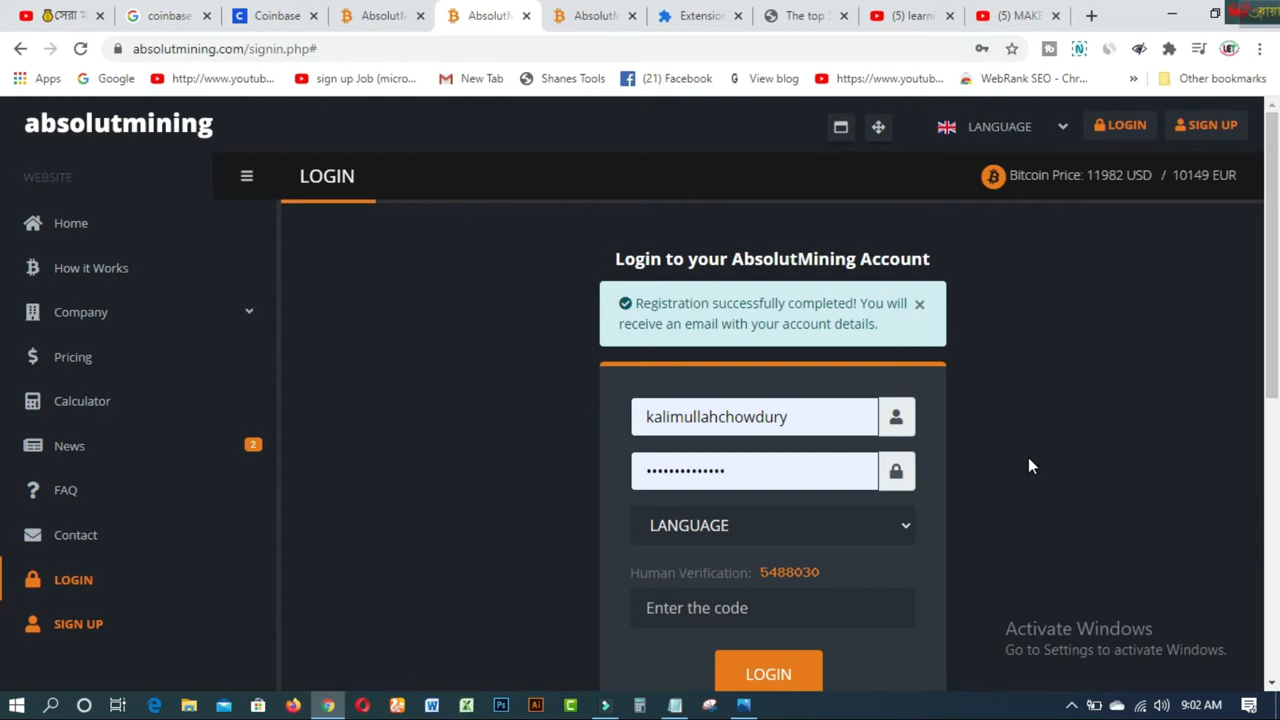 সেরা
coinbase
Coinbase
Absolut
Absolut
Absolut
Extension
The top
(5) learni
(5) MAKE
absolutmining.com/signin.php#
Apps
Google
http://www.youtub...
sign up Job (micro...
New Tab
Shanes Tools
(21) Facebook
View blog
https://www.youtub...
WebRank SEO - Chr...
»
Other bookmarks
absolutmining
LANGUAGE
LOGIN
SIGN UP
WEBSITE
LOGIN
Bitcoin Price: 11982 USD / 10149 EUR
Home
How it Works
Company
Pricing
Calculator
News 2
FAQ
Contact
LOGIN
SIGN UP
Login to your AbsolutMining Account
Registration successfully completed! You will
receive an email with your account details.
kalimullahchowdury
••••••••••••••
LANGUAGE
Human Verification: 5488030
Enter the code
LOGIN
Activate Windows
Go to Settings to activate Windows.
9:02 AM